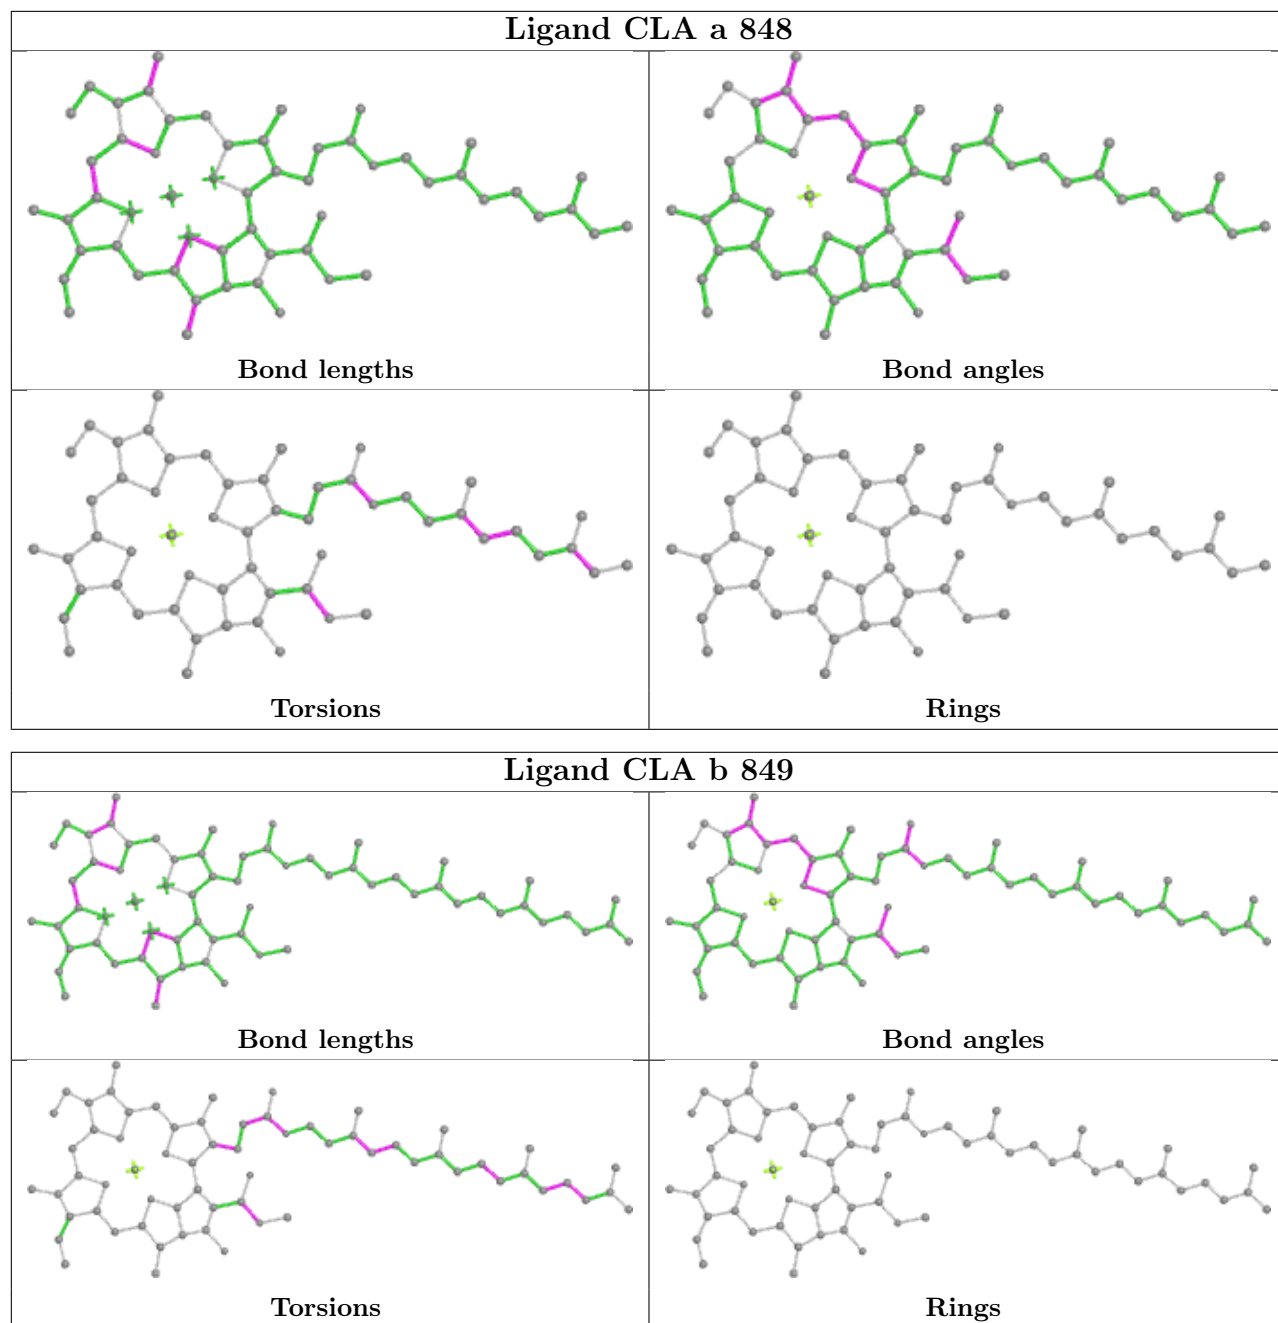 Ligand CLA a 848
Bond lengths
Bond angles
Torsions
Rings
Ligand CLA b 849
Bond lengths
Bond angles
Torsions
Rings